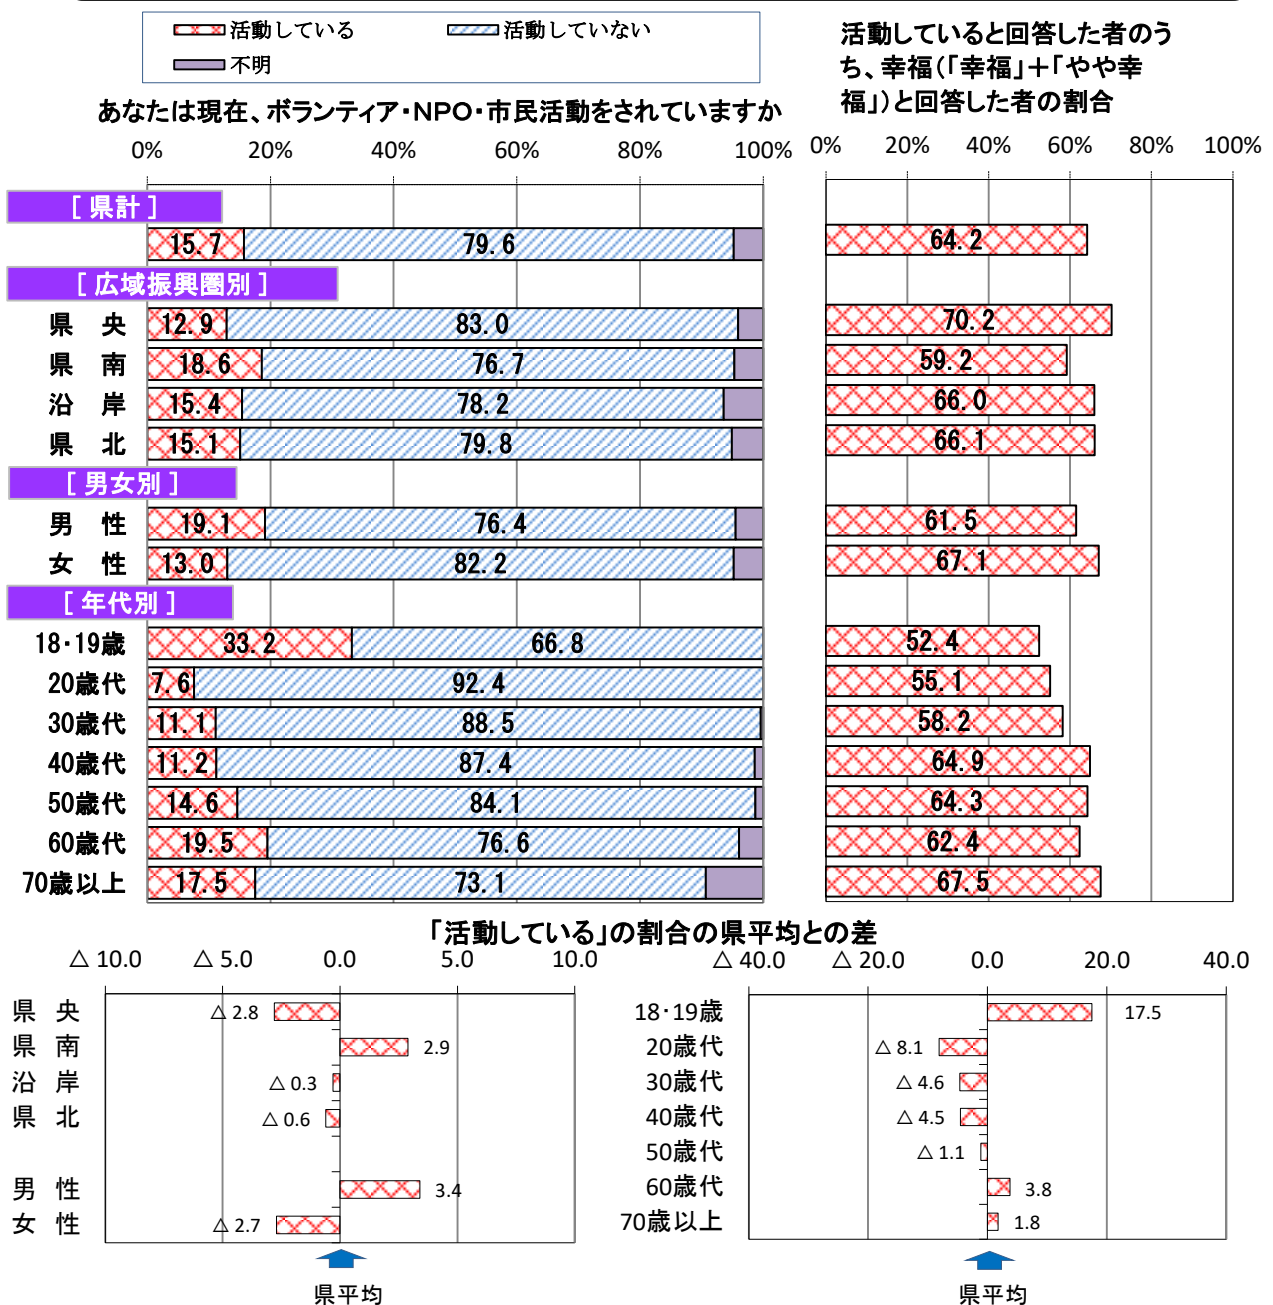 活動している　活動していない
不明
活動していると回答した者のう
ち、幸福(「幸福」＋「やや幸
福」)と回答した者の割合
あなたは現在、ボランティア・NPO・市民活動をされていますか
0%　20%　40%　60%　80%　100%
0%　20%　40%　60%　80%　100%
[ 県計 ]
15.7　79.6　64.2
[ 広域振興圏別 ]
県　央　12.9　83.0　70.2
県　南　18.6　76.7　59.2
沿　岸　15.4　78.2　66.0
県　北　15.1　79.8　66.1
[ 男女別 ]
男　性　19.1　76.4　61.5
女　性　13.0　82.2　67.1
[ 年代別 ]
18・19歳　33.2　66.8　52.4
20歳代　7.6　92.4　55.1
30歳代　11.1　88.5　58.2
40歳代　11.2　87.4　64.9
50歳代　14.6　84.1　64.3
60歳代　19.5　76.6　62.4
70歳以上　17.5　73.1　67.5
「活動している」の割合の県平均との差
△ 10.0　△ 5.0　0.0　5.0　10.0
県　央　△ 2.8
県　南　2.9
沿　岸　△ 0.3
県　北　△ 0.6
男　性　3.4
女　性　△ 2.7
県平均
△ 40.0　△ 20.0　0.0　20.0　40.0
18・19歳　17.5
20歳代　△ 8.1
30歳代　△ 4.6
40歳代　△ 4.5
50歳代　△ 1.1
60歳代　3.8
70歳以上　1.8
県平均